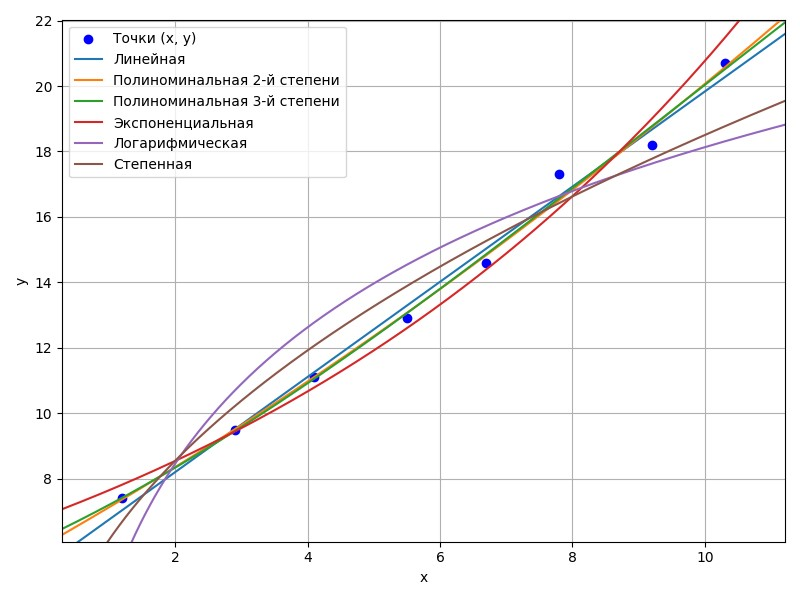 Точки (x, y)
Линейная
Полиноминальная 2-й степени
Полиноминальная 3-й степени
Экспоненциальная
Логарифмическая
Степенная
22
20
18
16
14
12
10
8
y
2
4
6
8
10
x